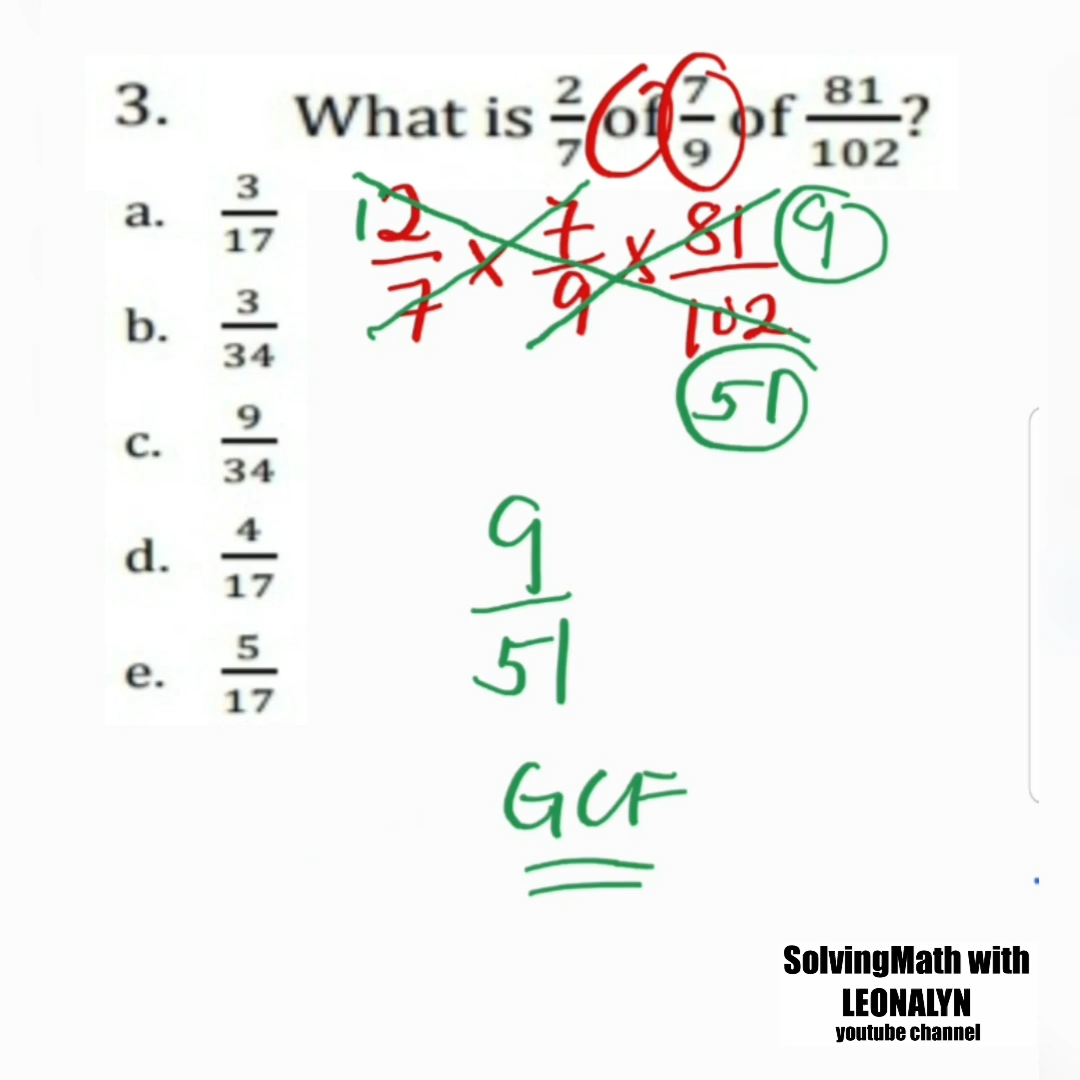 3. What is 2/7 of 7/9 of 81/102?
a. 3/17
b. 3/34
c. 9/34
d. 4/17
e. 5/17
1 2/7 x 7/9 x 81/102 9
51
9/51
GCF
SolvingMath with
LEONALYN
youtube channel